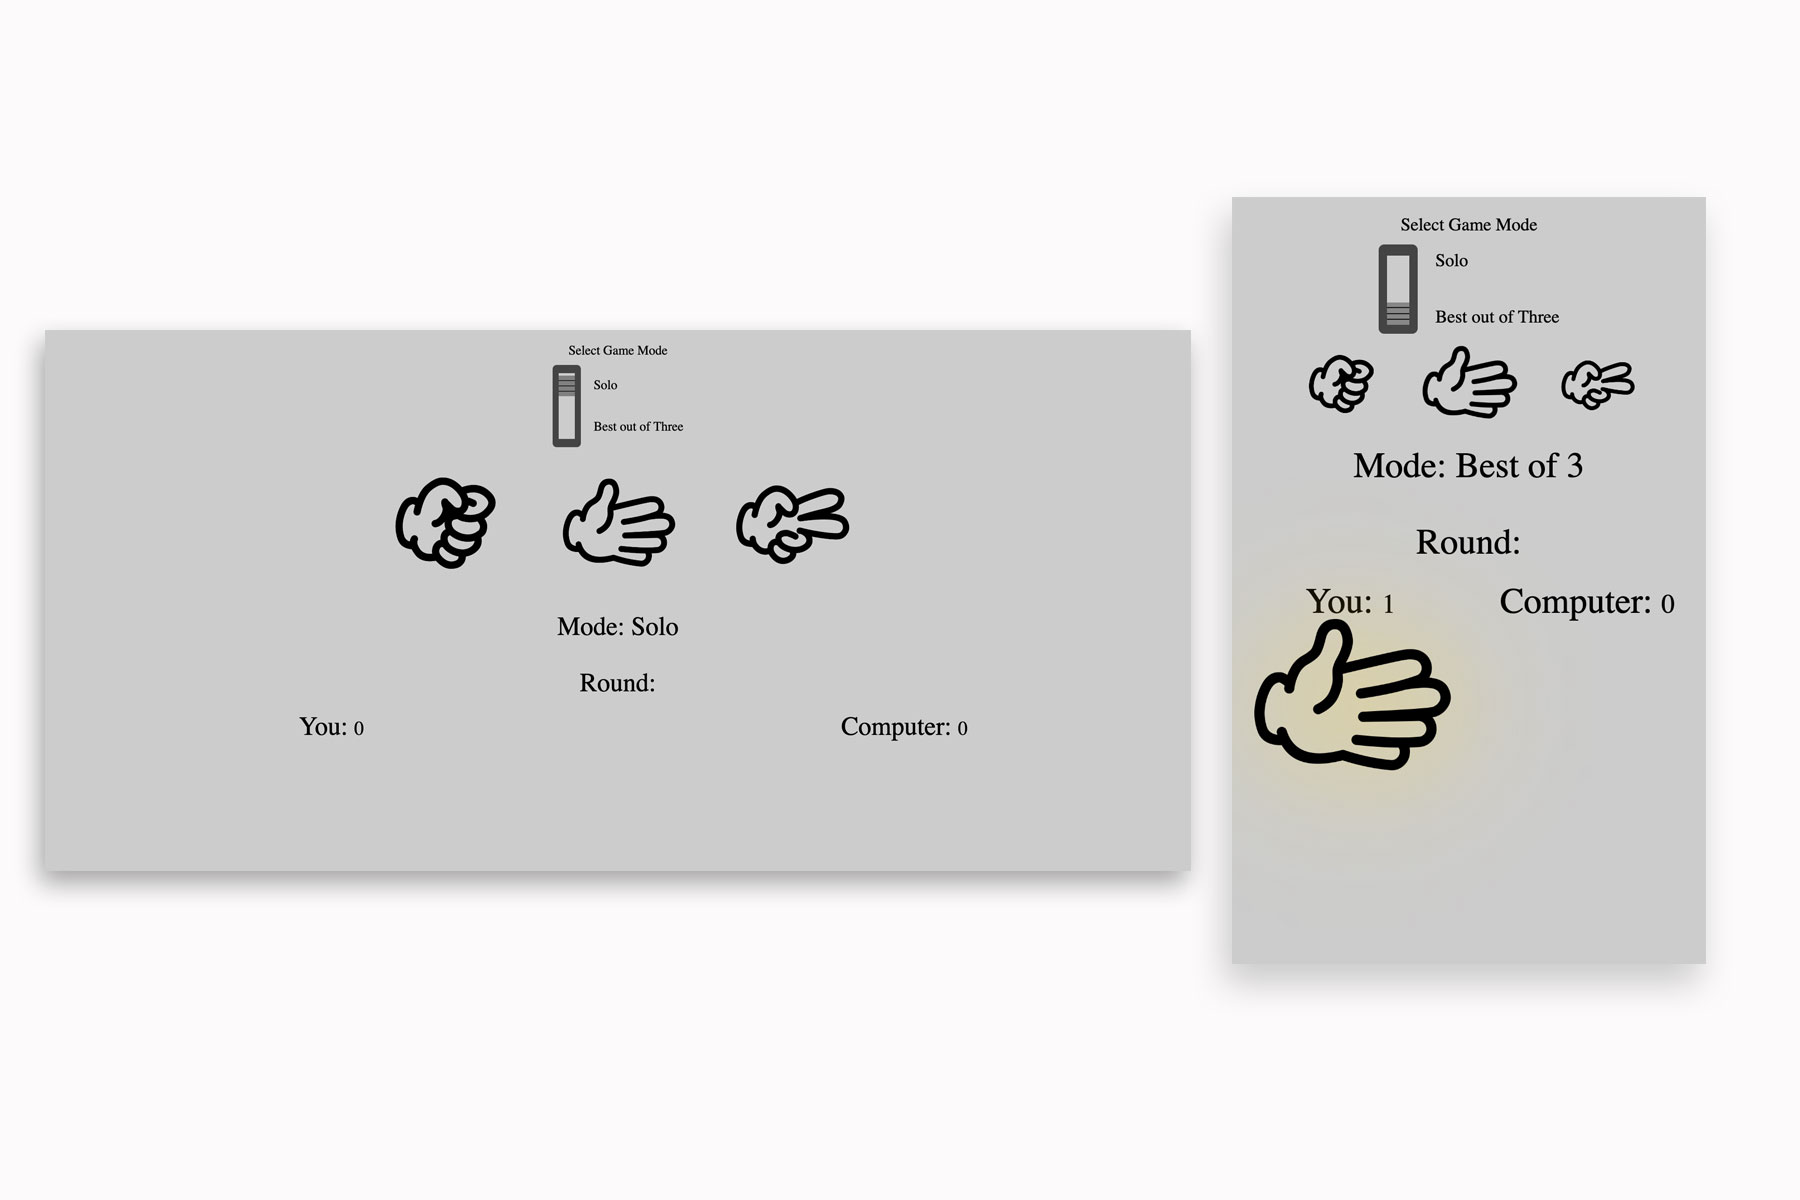 Select Game Mode
Solo
Best out of Three
Mode: Solo
Round:
You: 0
Computer: 0
Select Game Mode
Solo
Best out of Three
Mode: Best of 3
Round:
You: 1
Computer: 0